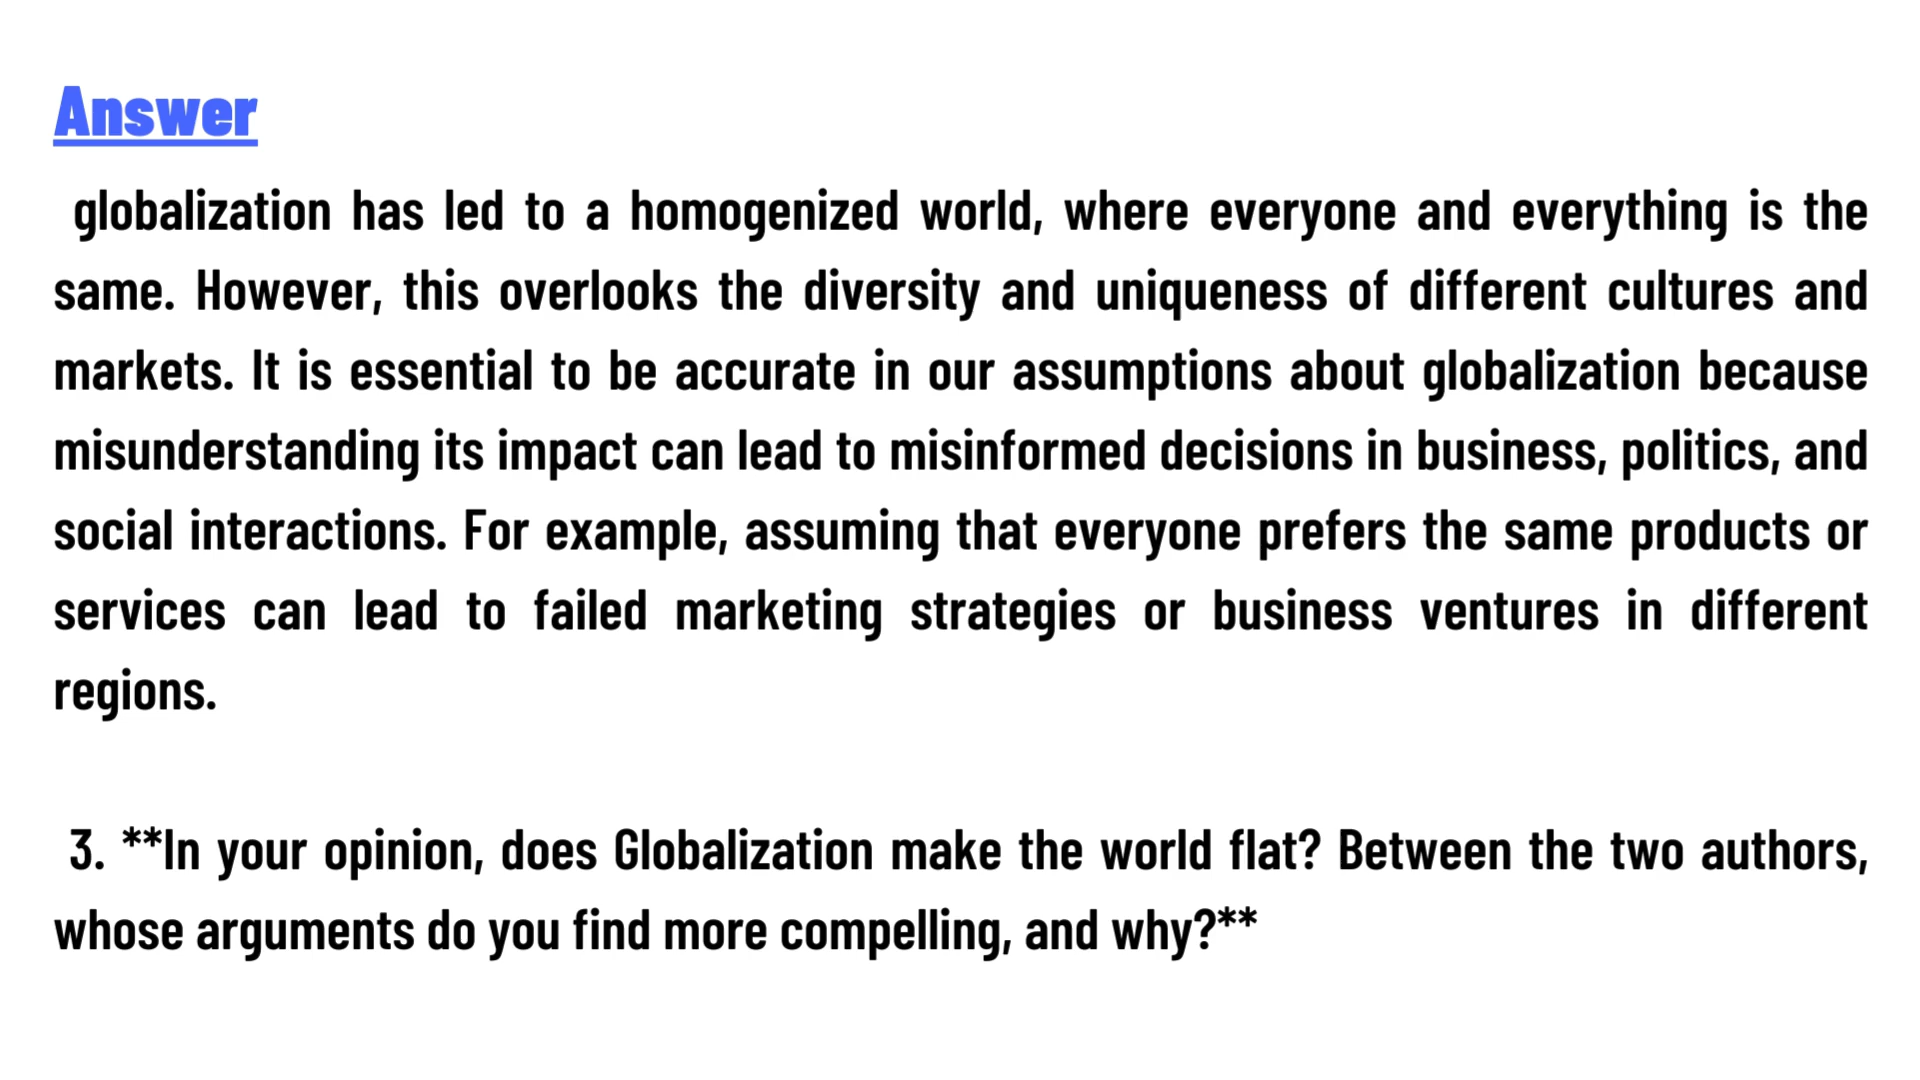 Answer
globalization has led to a homogenized world, where everyone and everything is the
same. However, this overlooks the diversity and uniqueness of different cultures and
markets. It is essential to be accurate in our assumptions about globalization because
misunderstanding its impact can lead to misinformed decisions in business, politics, and
social interactions. For example, assuming that everyone prefers the same products or
services can lead to failed marketing strategies or business ventures in different
regions.
3. **In your opinion, does Globalization make the world flat? Between the two authors,
whose arguments do you find more compelling, and why?**